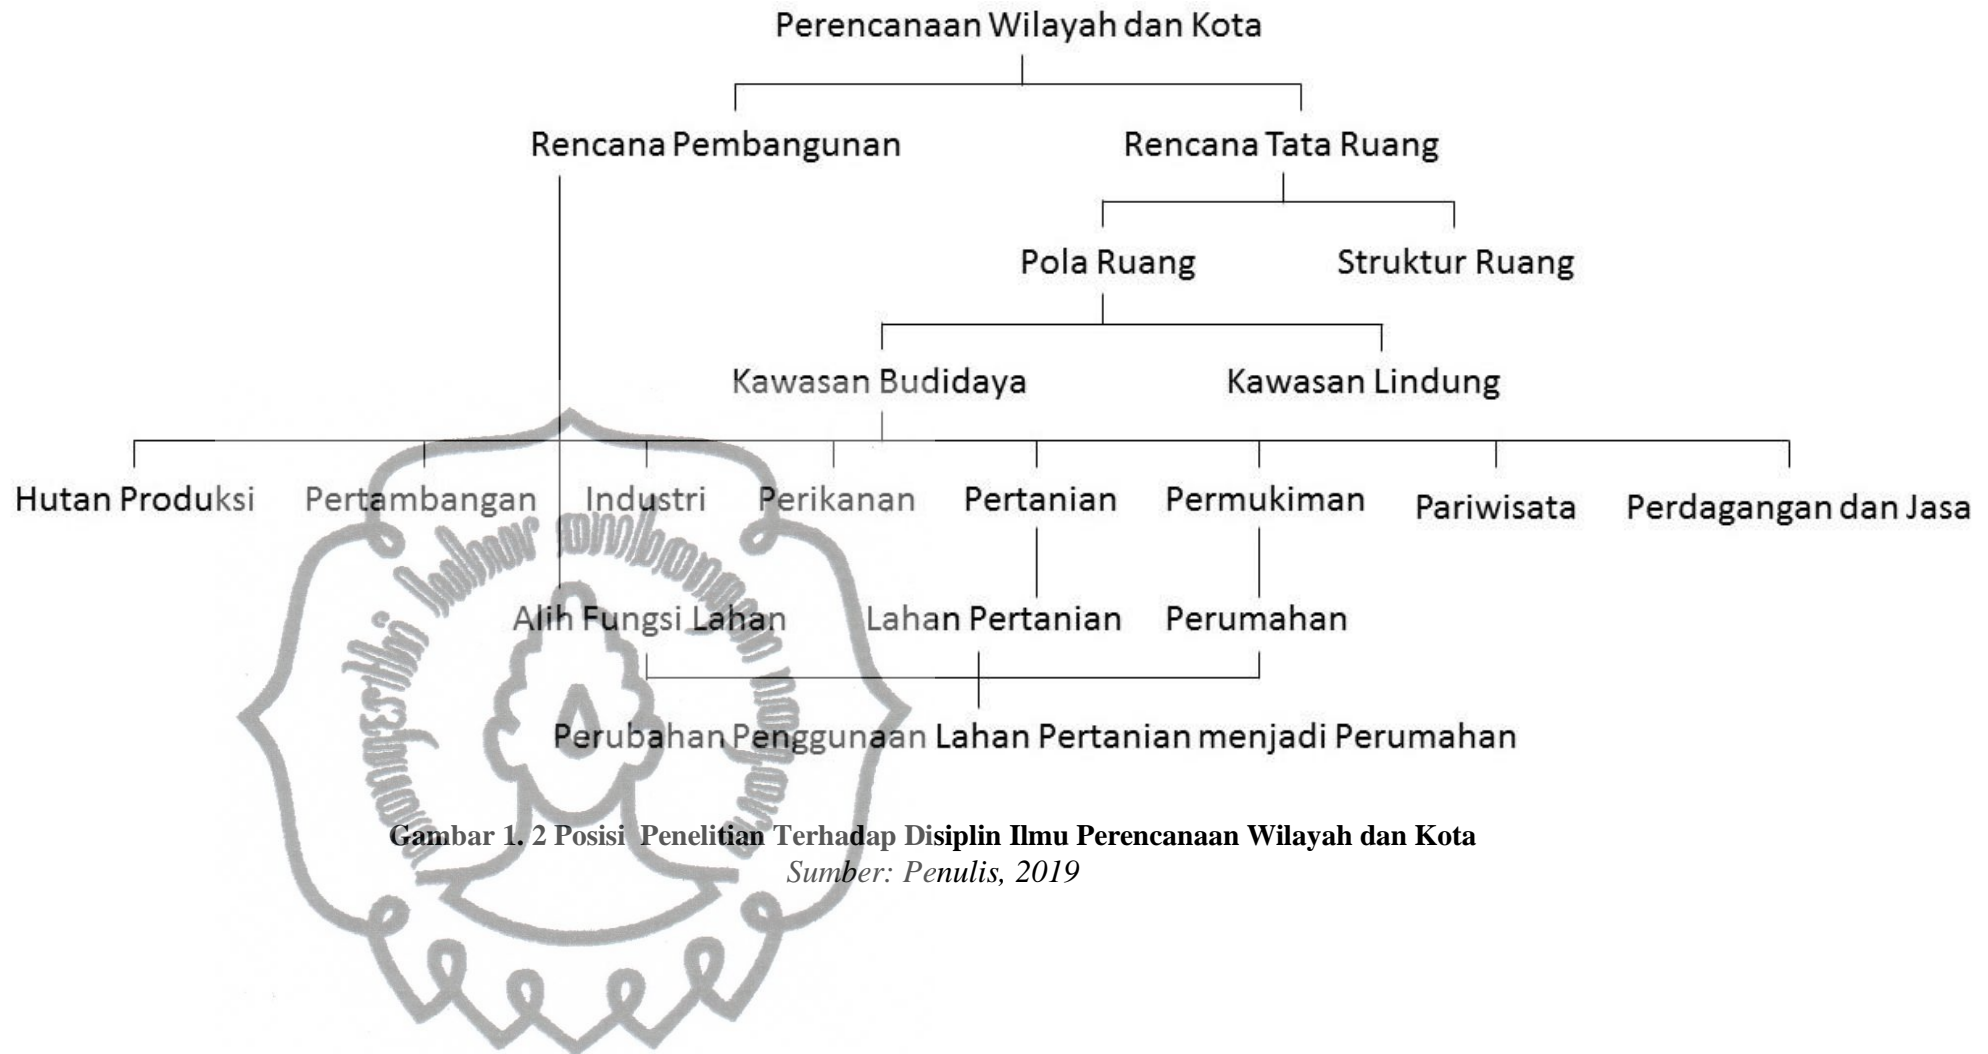 Perencanaan Wilayah dan Kota
Rencana Pembangunan
Rencana Tata Ruang
Pola Ruang
Struktur Ruang
Kawasan Budidaya
Kawasan Lindung
Hutan Produksi
Pertambangan
Industri
Perikanan
Pertanian
Permukiman
Pariwisata
Perdagangan dan Jasa
Alih Fungsi Lahan
Lahan Pertanian
Perumahan
Perubahan Penggunaan Lahan Pertanian menjadi Perumahan
Gambar 1. 2 Posisi Penelitian Terhadap Disiplin Ilmu Perencanaan Wilayah dan Kota
Sumber: Penulis, 2019